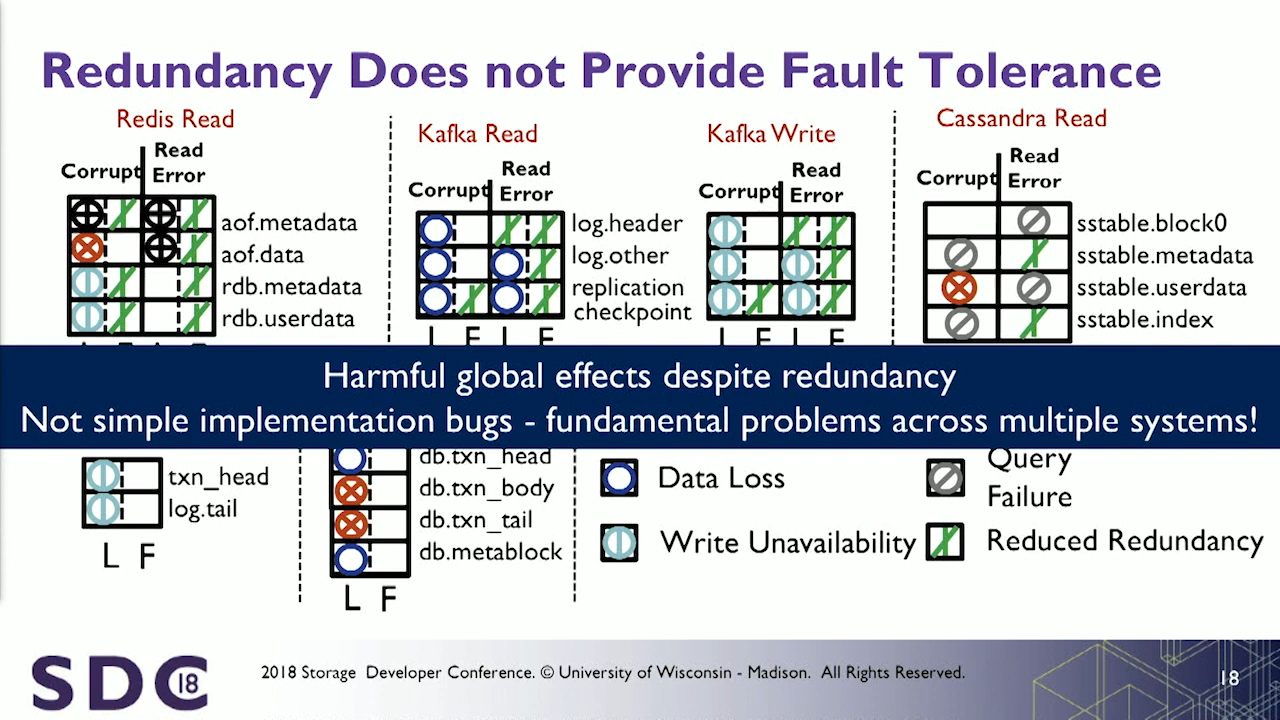 Redundancy Does not Provide Fault Tolerance
Redis Read
Corrupt
Read
Error
aof.metadata
aof.data
rdb.metadata
rdb.userdata
Kafka Read
Corrupt
Read
Error
log.header
log.other
replication
checkpoint
L F L F
Kafka Write
Corrupt
Read
Error
L F L F
Cassandra Read
Corrupt
Read
Error
sstable.block0
sstable.metadata
sstable.userdata
sstable.index
Harmful global effects despite redundancy
Not simple implementation bugs - fundamental problems across multiple systems!
txn_head
log.tail
L F
db.txn_head
db.txn_body
db.txn_tail
db.metablock
L F
Data Loss
Write Unavailability
Query
Failure
Reduced Redundancy
SDC 18
2018 Storage Developer Conference. © University of Wisconsin - Madison. All Rights Reserved.
18